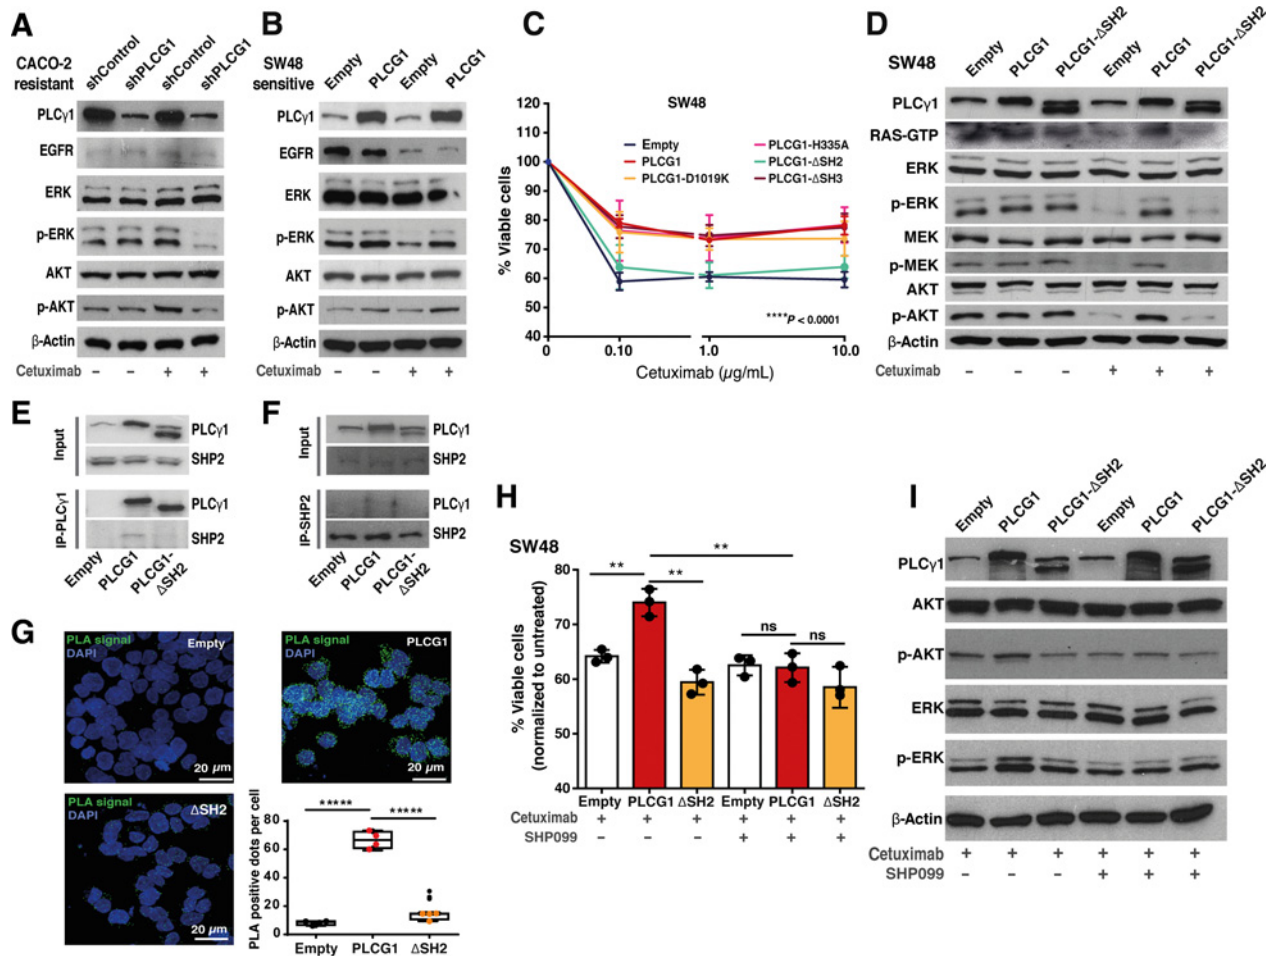 A
CACO-2
resistant
shControl
shPLCG1
shControl
shPLCG1
PLCγ1
EGFR
ERK
p-ERK
AKT
p-AKT
β-Actin
Cetuximab – – + +
B
SW48
sensitive
Empty
PLCG1
Empty
PLCG1
PLCγ1
EGFR
ERK
p-ERK
AKT
p-AKT
β-Actin
Cetuximab – – + +
C
SW48
% Viable cells
120
100
80
60
40
Empty
PLCG1
PLCG1-D1019K
PLCG1-H335A
PLCG1-ΔSH2
PLCG1-ΔSH3
****P < 0.0001
0 0.10 1.0 10.0
Cetuximab (µg/mL)
D
SW48
Empty
PLCG1
PLCG1-ΔSH2
Empty
PLCG1
PLCG1-ΔSH2
PLCγ1
RAS-GTP
ERK
p-ERK
MEK
p-MEK
AKT
p-AKT
β-Actin
Cetuximab – – – + + +
E
Input
PLCγ1
SHP2
IP-PLCγ1
PLCγ1
SHP2
Empty
PLCG1
PLCG1-
ΔSH2
F
Input
PLCγ1
SHP2
IP-SHP2
PLCγ1
SHP2
Empty
PLCG1
PLCG1-
ΔSH2
G
PLA signal
DAPI
Empty
20 µm
PLA signal
DAPI
PLCG1
20 µm
PLA signal
DAPI
ΔSH2
20 µm
PLA positive dots per cell
80
60
40
20
0
*****
*****
Empty PLCG1 ΔSH2
H
SW48
% Viable cells
(normalized to untreated)
80
70
60
50
40
**
**
**
ns
ns
Empty PLCG1 ΔSH2 Empty PLCG1 ΔSH2
Cetuximab + + + + + +
SHP099 – – – + + +
I
Empty
PLCG1
PLCG1-ΔSH2
Empty
PLCG1
PLCG1-ΔSH2
PLCγ1
AKT
p-AKT
ERK
p-ERK
β-Actin
Cetuximab + + + + + +
SHP099 – – – + + +